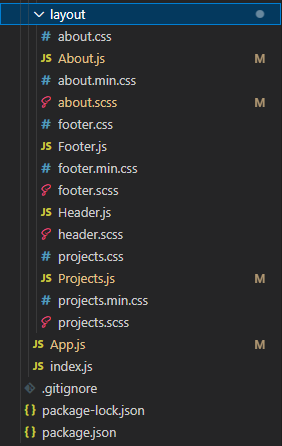 layout
# about.css
JS About.js M
# about.min.css
about.scss M
# footer.css
JS Footer.js
# footer.min.css
footer.scss
JS Header.js
header.scss
# projects.css
JS Projects.js M
# projects.min.css
projects.scss
JS App.js M
JS index.js
.gitignore
{} package-lock.json
{} package.json